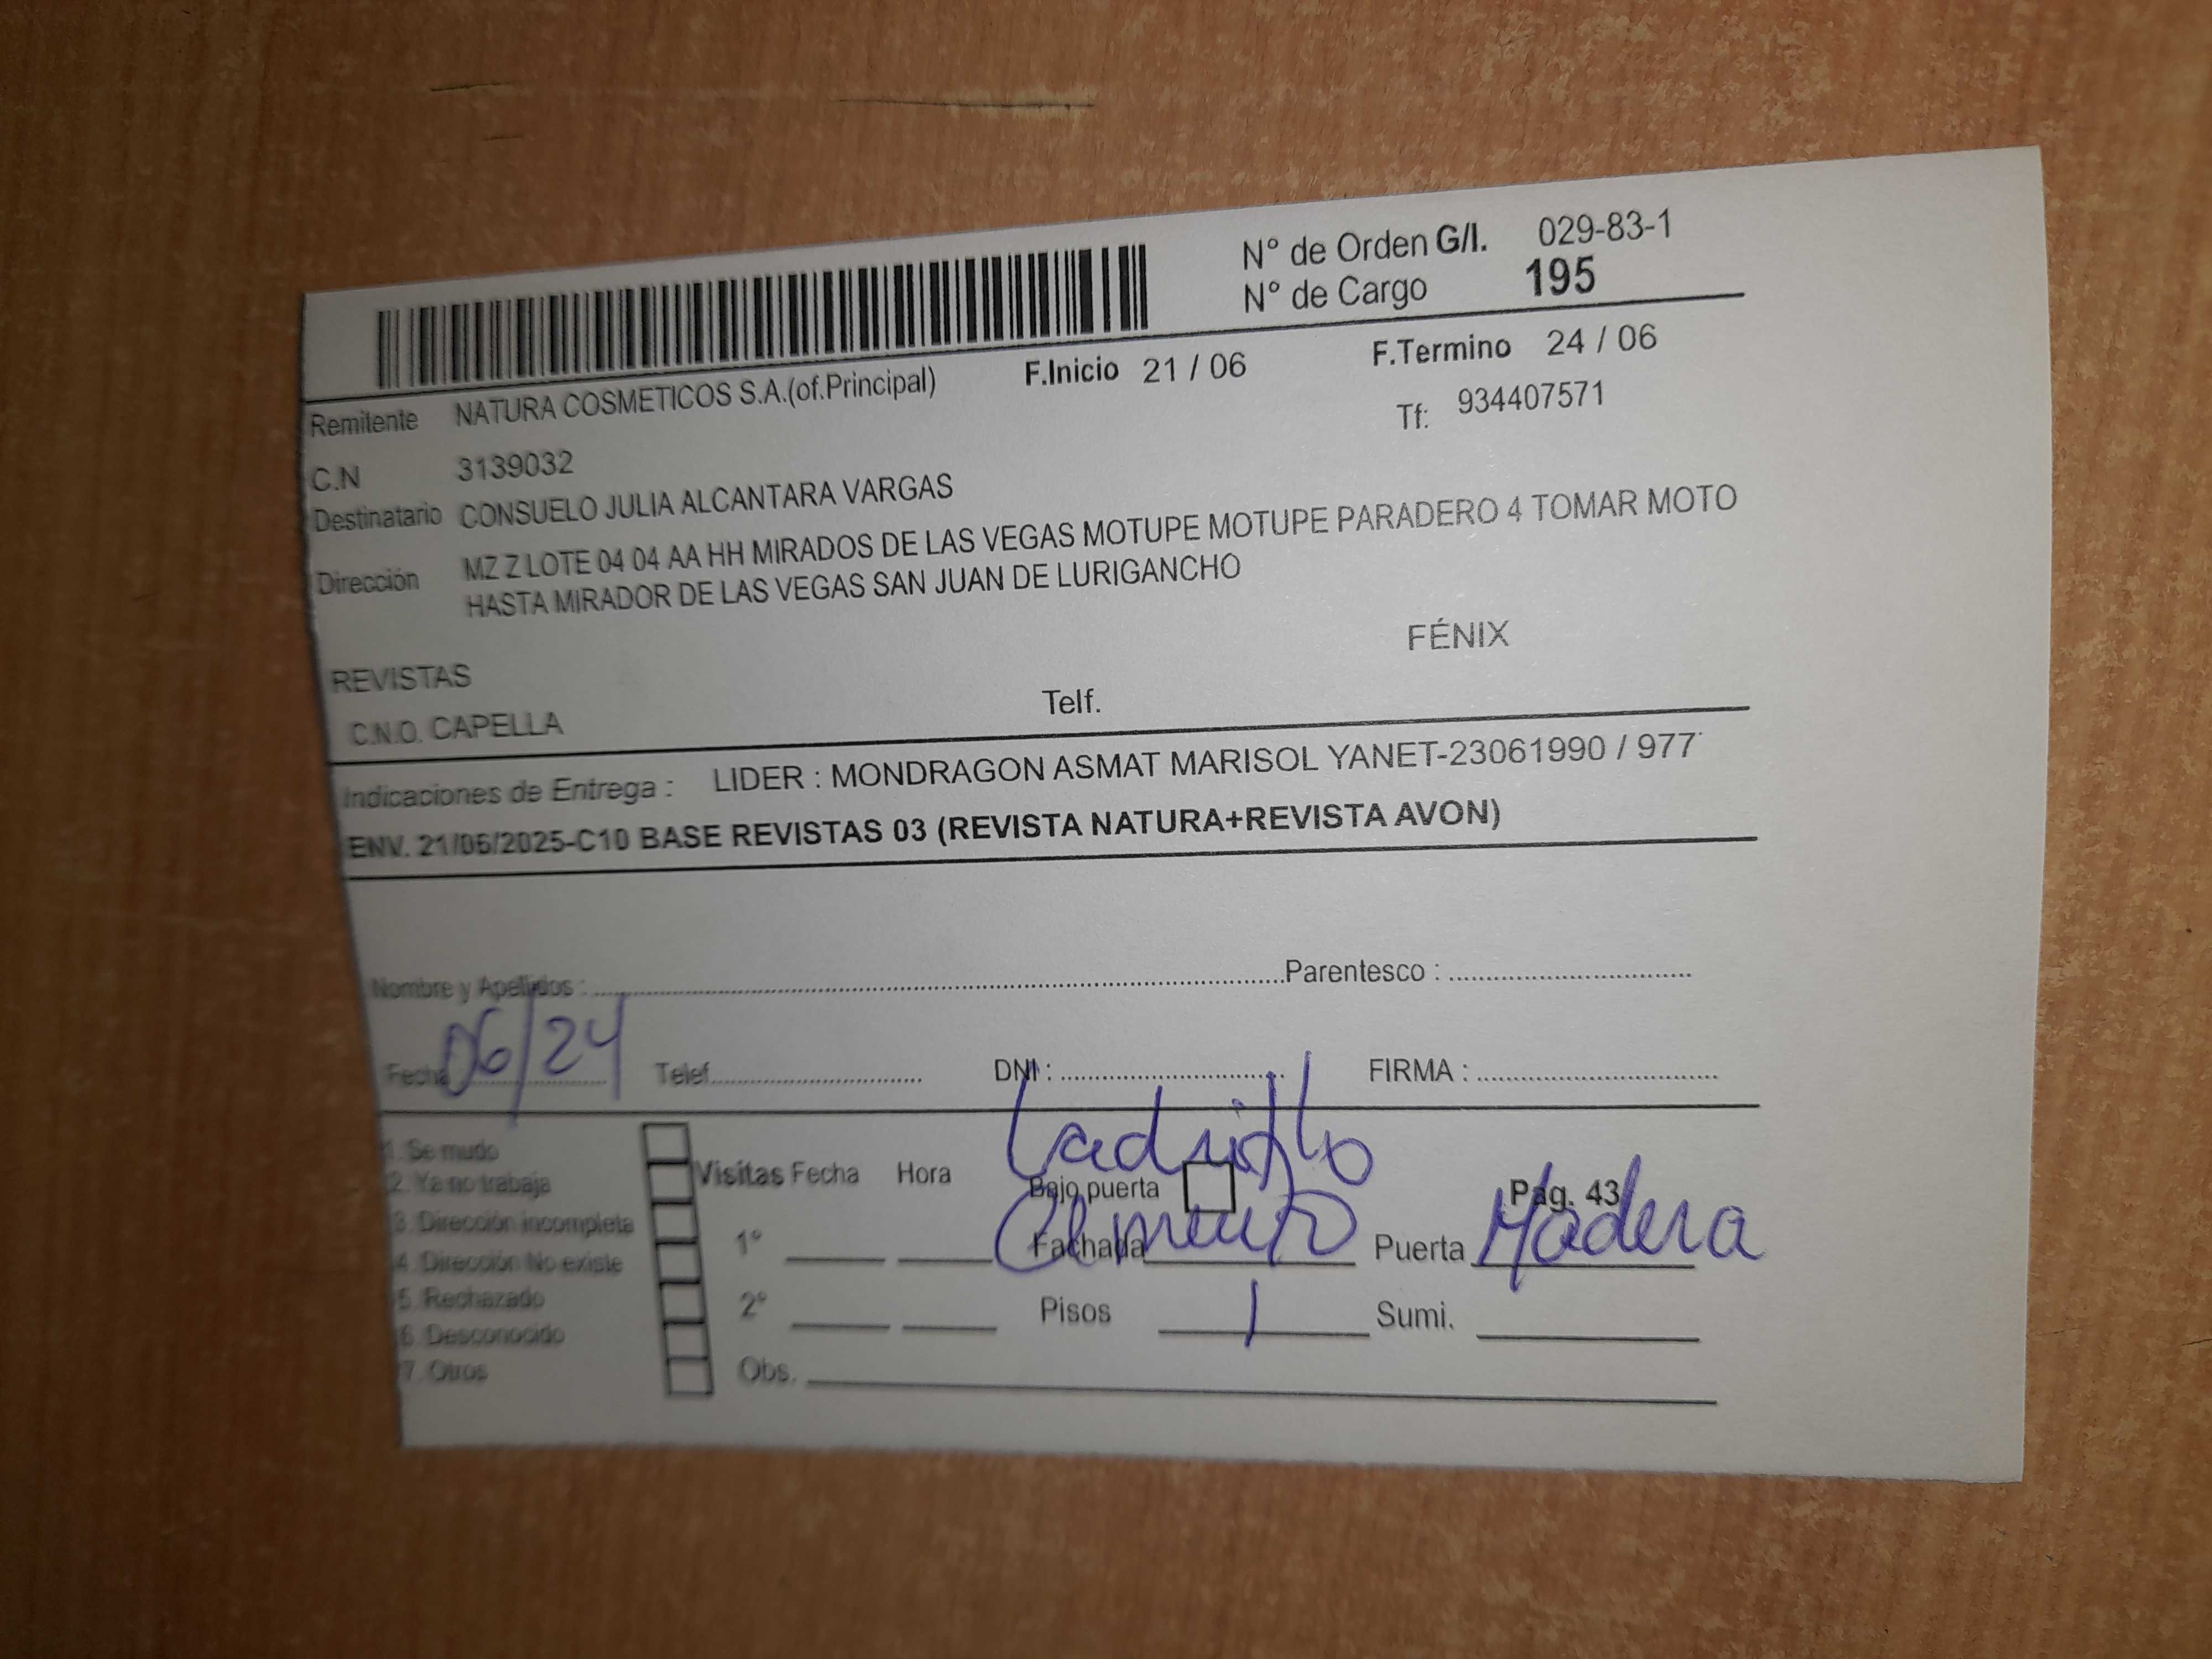 N° de Orden G/I. 029-83-1
N° de Cargo 195
F.Inicio 21 / 06 F.Termino 24 / 06
Remitente NATURA COSMETICOS S.A.(of.Principal) Tf: 934407571
C.N 3139032
Destinatario CONSUELO JULIA ALCANTARA VARGAS
Dirección MZ Z LOTE 04 04 AA HH MIRADOS DE LAS VEGAS MOTUPE MOTUPE PARADERO 4 TOMAR MOTO
HASTA MIRADOR DE LAS VEGAS SAN JUAN DE LURIGANCHO
FÉNIX
REVISTAS
C.N.O. CAPELLA Telf.
Indicaciones de Entrega : LIDER : MONDRAGON ASMAT MARISOL YANET-23061990 / 977
ENV. 21/06/2025-C10 BASE REVISTAS 03 (REVISTA NATURA+REVISTA AVON)
Nombre y Apellidos : Parentesco :
Fecha 06/24 Telef. DNI : FIRMA :
Ladrillo
1. Se mudo
2. Ya no trabaja Visitas Fecha Hora Bajo puerta Pag. 43
3. Dirección incompleta
4. Dirección No existe 1° Fachada Puerta Madera
5. Rechazado 2° Pisos 1 Sumi.
6. Desconocido
7. Otros Obs.